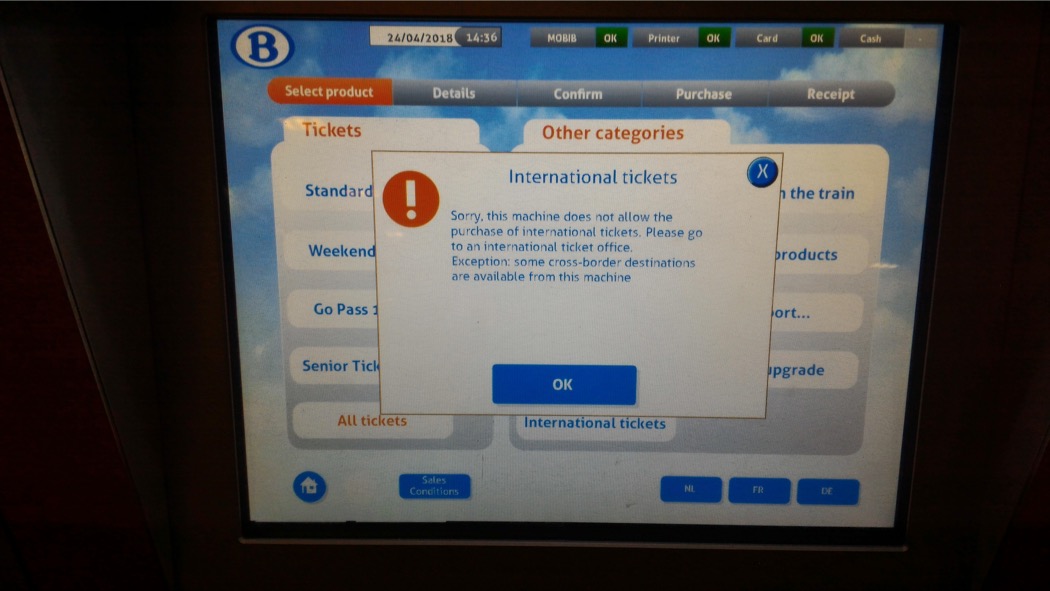 B
24/04/2018 14:36
MOBIB OK Printer OK Card OK Cash
Select product Details Confirm Purchase Receipt
Tickets Other categories
International tickets X
!
Sorry, this machine does not allow the
purchase of international tickets. Please go
to an international ticket office.
Exception: some cross-border destinations
are available from this machine
OK
Standard
the train
Weekend
products
Go Pass 1
Senior
upgrade
All tickets International tickets
Sales
Conditions
NL FR DE